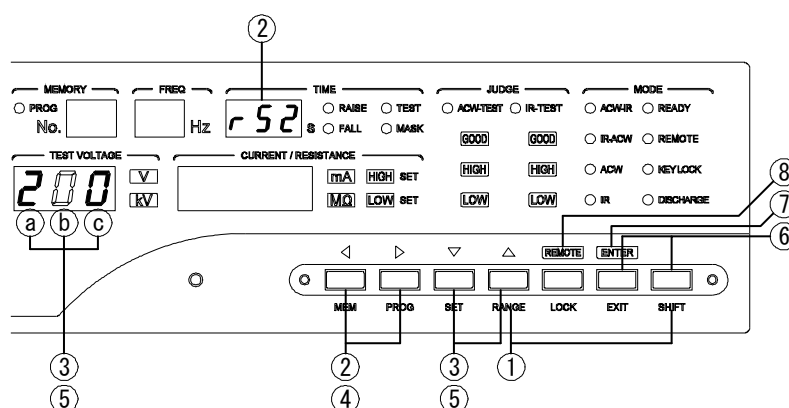 ②
MEMORY FREQ TIME JUDGE MODE
PROG No. Hz r52 S RAISE TEST ACW-TEST IR-TEST ACW-IR READY
FALL MASK GOOD GOOD IR-ACW REMOTE
TEST VOLTAGE CURRENT / RESISTANCE
200 V mA HIGH SET HIGH HIGH ACW KEYLOCK
kV MΩ LOW SET LOW LOW IR DISCHARGE
ⓐ ⓑ ⓒ
⑧
⑦
⑥
◁ ▷ ▽ △ REMOTE ENTER
MEM PROG SET RANGE LOCK EXIT SHIFT
③ ② ③ ①
⑤ ④ ⑤